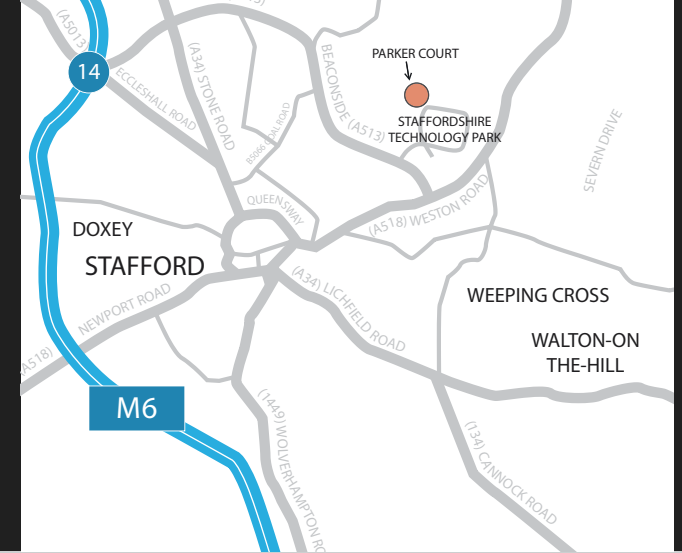 (A5013
14
ECCLESHALL ROAD
(A34) STONE ROAD
BEACONSIDE (A513)
PARKER COURT
STAFFORDSHIRE
TECHNOLOGY PARK
SEVERN DRIVE
QUEENSWAY
(A518) WESTON ROAD
DOXEY
STAFFORD
NEWPORT ROAD
A518)
(A34) LICHFIELD ROAD
WEEPING CROSS
WALTON-ON
THE-HILL
M6
(1449) WOLVERHAMPTON RO
(134) CANNOCK ROAD